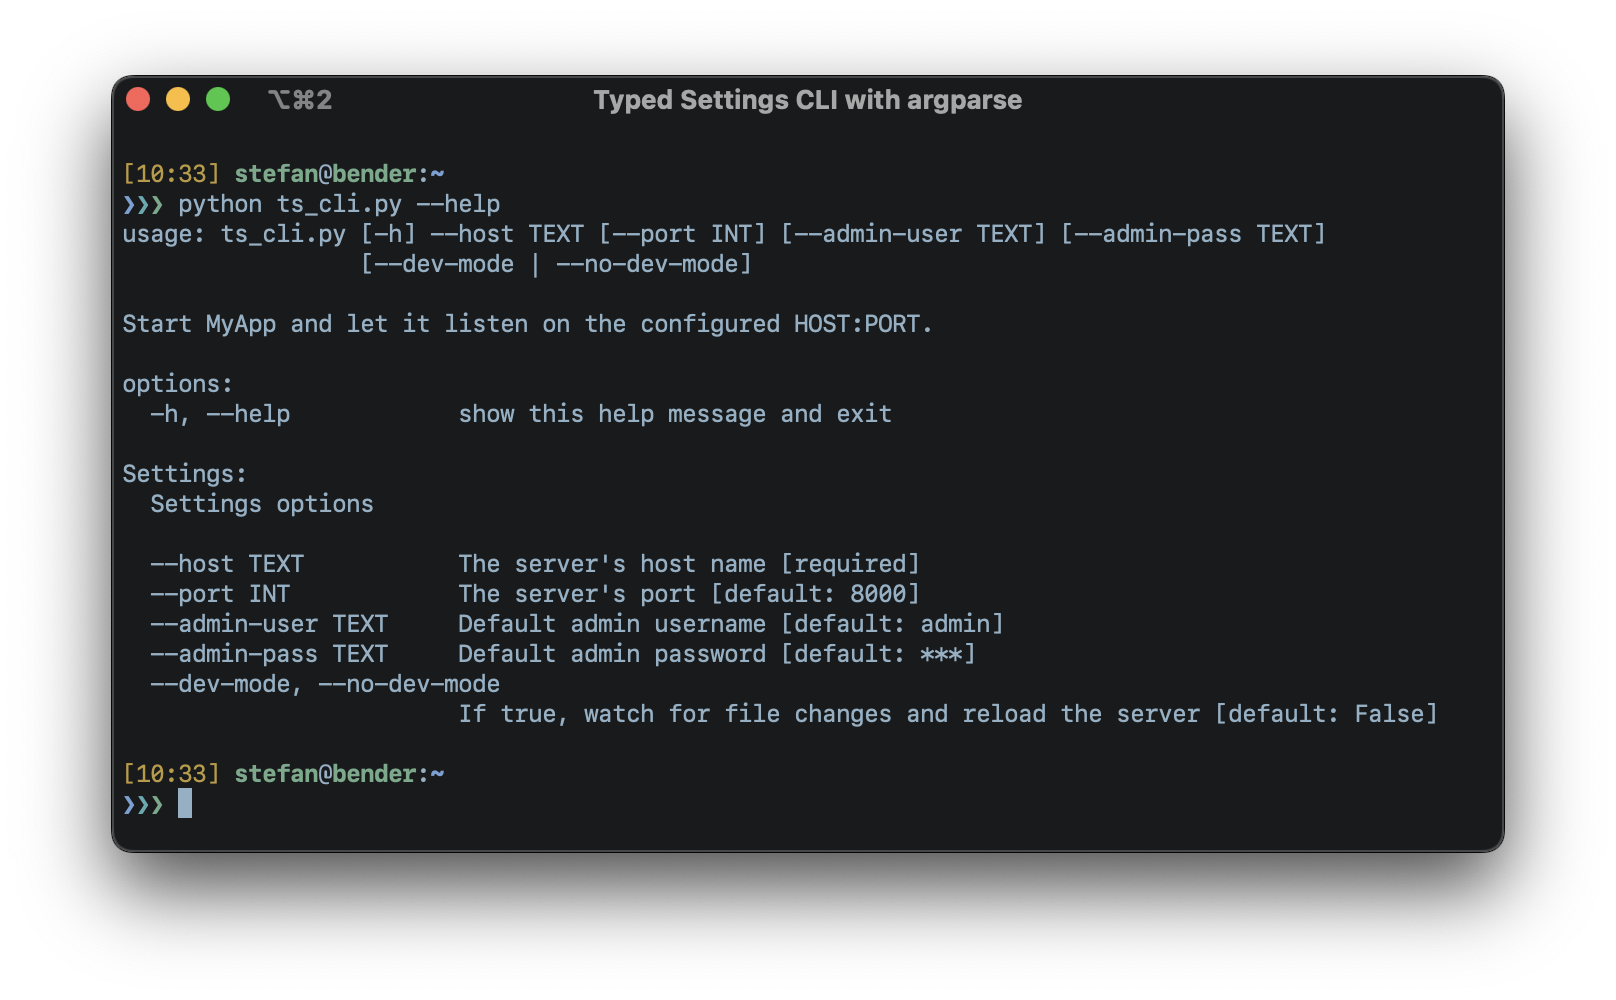 ⌥⌘2 Typed Settings CLI with argparse
[10:33] stefan@bender:~
❯❯❯ python ts_cli.py --help
usage: ts_cli.py [-h] --host TEXT [--port INT] [--admin-user TEXT] [--admin-pass TEXT]
                 [--dev-mode | --no-dev-mode]
Start MyApp and let it listen on the configured HOST:PORT.
options:
  -h, --help            show this help message and exit
Settings:
  Settings options
  --host TEXT           The server's host name [required]
  --port INT            The server's port [default: 8000]
  --admin-user TEXT     Default admin username [default: admin]
  --admin-pass TEXT     Default admin password [default: ***]
  --dev-mode, --no-dev-mode
                        If true, watch for file changes and reload the server [default: False]
[10:33] stefan@bender:~
❯❯❯